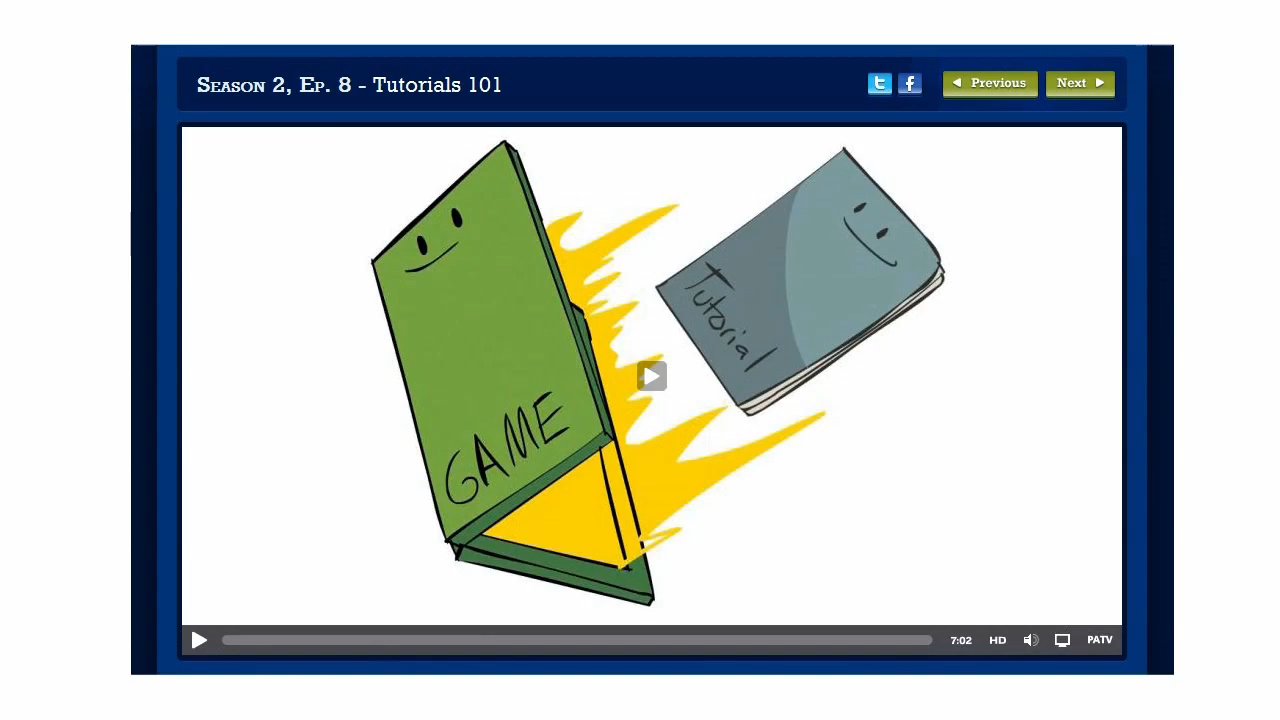 Season 2, Ep. 8 - Tutorials 101
t f Previous Next
Tutorial
GAME
7:02 HD PATV